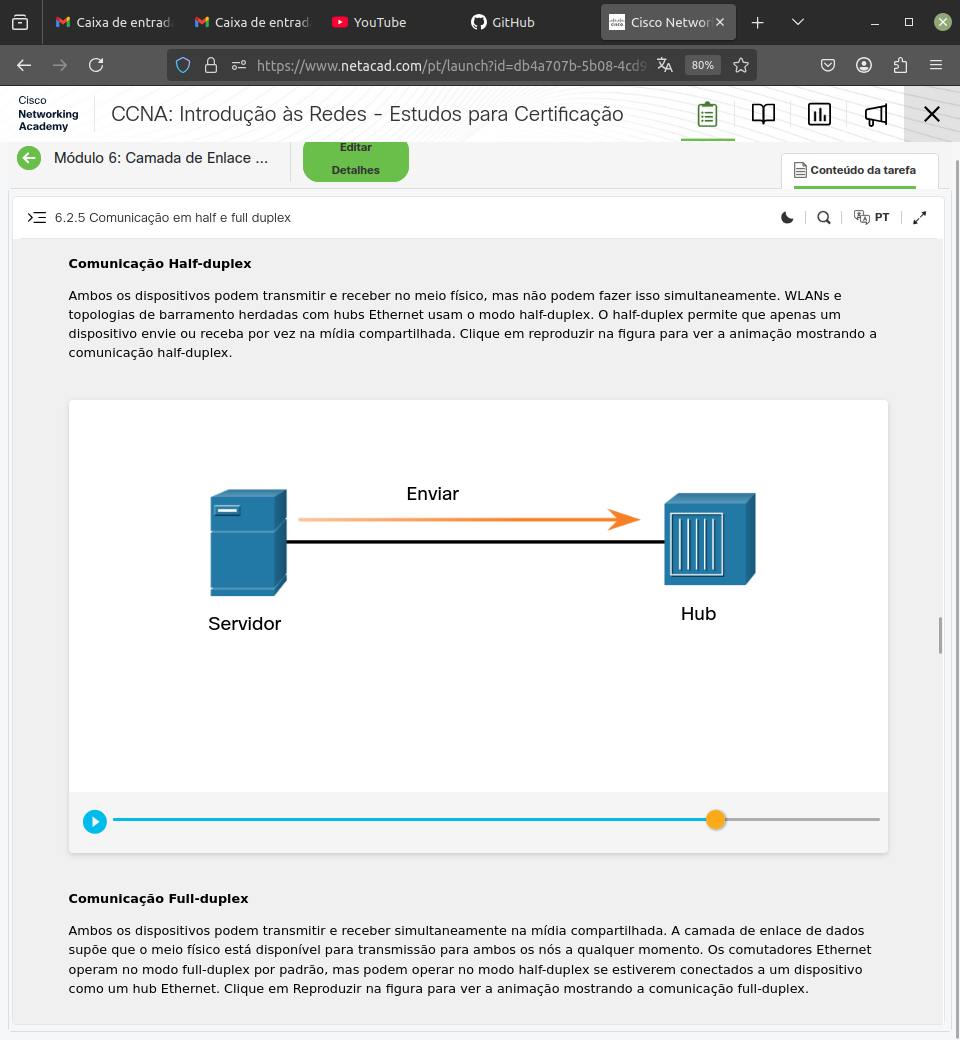 Caixa de entrada
Caixa de entrad
YouTube
GitHub
Cisco Networ
https://www.netacad.com/pt/launch?id=db4a707b-5b08-4cd9
80%
Cisco
Networking
Academy
CCNA: Introdução às Redes - Estudos para Certificação
Módulo 6: Camada de Enlace ...
Editar
Detalhes
Conteúdo da tarefa
6.2.5 Comunicação em half e full duplex
PT
Comunicação Half-duplex
Ambos os dispositivos podem transmitir e receber no meio físico, mas não podem fazer isso simultaneamente. WLANs e
topologias de barramento herdadas com hubs Ethernet usam o modo half-duplex. O half-duplex permite que apenas um
dispositivo envie ou receba por vez na mídia compartilhada. Clique em reproduzir na figura para ver a animação mostrando a
comunicação half-duplex.
Enviar
Servidor
Hub
Comunicação Full-duplex
Ambos os dispositivos podem transmitir e receber simultaneamente na mídia compartilhada. A camada de enlace de dados
supõe que o meio físico está disponível para transmissão para ambos os nós a qualquer momento. Os comutadores Ethernet
operam no modo full-duplex por padrão, mas podem operar no modo half-duplex se estiverem conectados a um dispositivo
como um hub Ethernet. Clique em Reproduzir na figura para ver a animação mostrando a comunicação full-duplex.